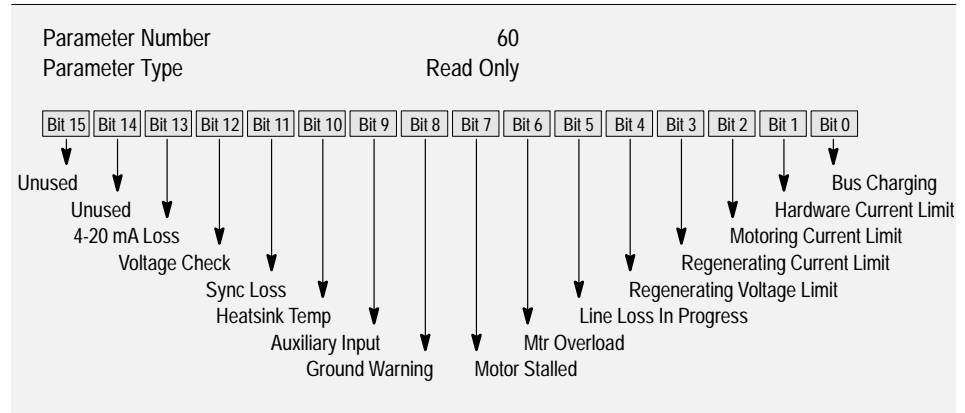 Parameter Number 60
Parameter Type Read Only
Bit 15 Bit 14 Bit 13 Bit 12 Bit 11 Bit 10 Bit 9 Bit 8 Bit 7 Bit 6 Bit 5 Bit 4 Bit 3 Bit 2 Bit 1 Bit 0
Unused Bus Charging
Unused Hardware Current Limit
4-20 mA Loss Motoring Current Limit
Voltage Check Regenerating Current Limit
Sync Loss Regenerating Voltage Limit
Heatsink Temp Line Loss In Progress
Auxiliary Input Mtr Overload
Ground Warning Motor Stalled